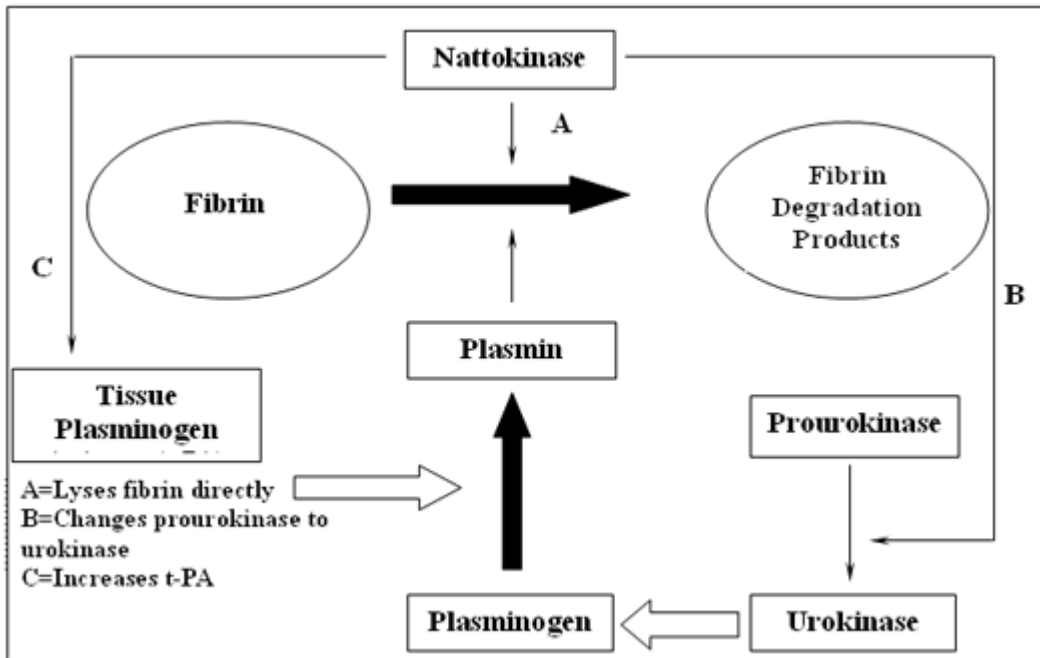 Nattokinase
A
Fibrin
Fibrin
Degradation
Products
C
B
Plasmin
Tissue
Plasminogen
Prourokinase
A=Lyses fibrin directly
B=Changes prourokinase to
urokinase
C=Increases t-PA
Plasminogen
Urokinase